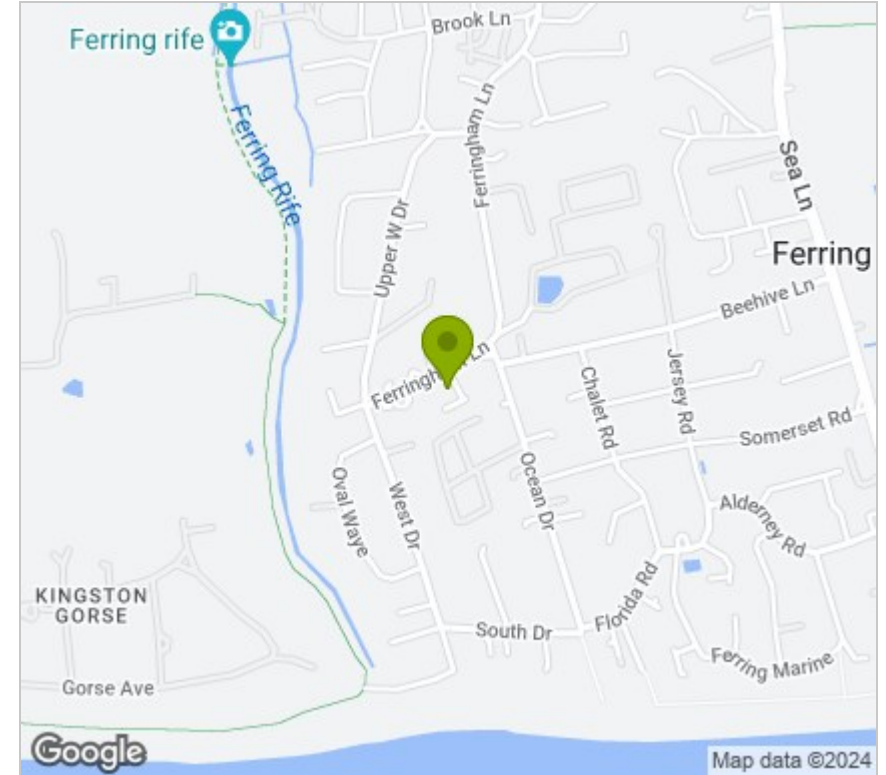 Brook Ln
Ferring rife
Ferring Rife
Ferringham Ln
Sea Ln
Upper W Dr
Ferring
Beehive Ln
Ferringham Ln
Jersey Rd
Chalet Rd
Somerset Rd
Ocean Dr
Oval Waye
West Dr
Alderney Rd
KINGSTON
GORSE
Florida Rd
South Dr
Ferring Marine
Gorse Ave
Google
Map data ©2024